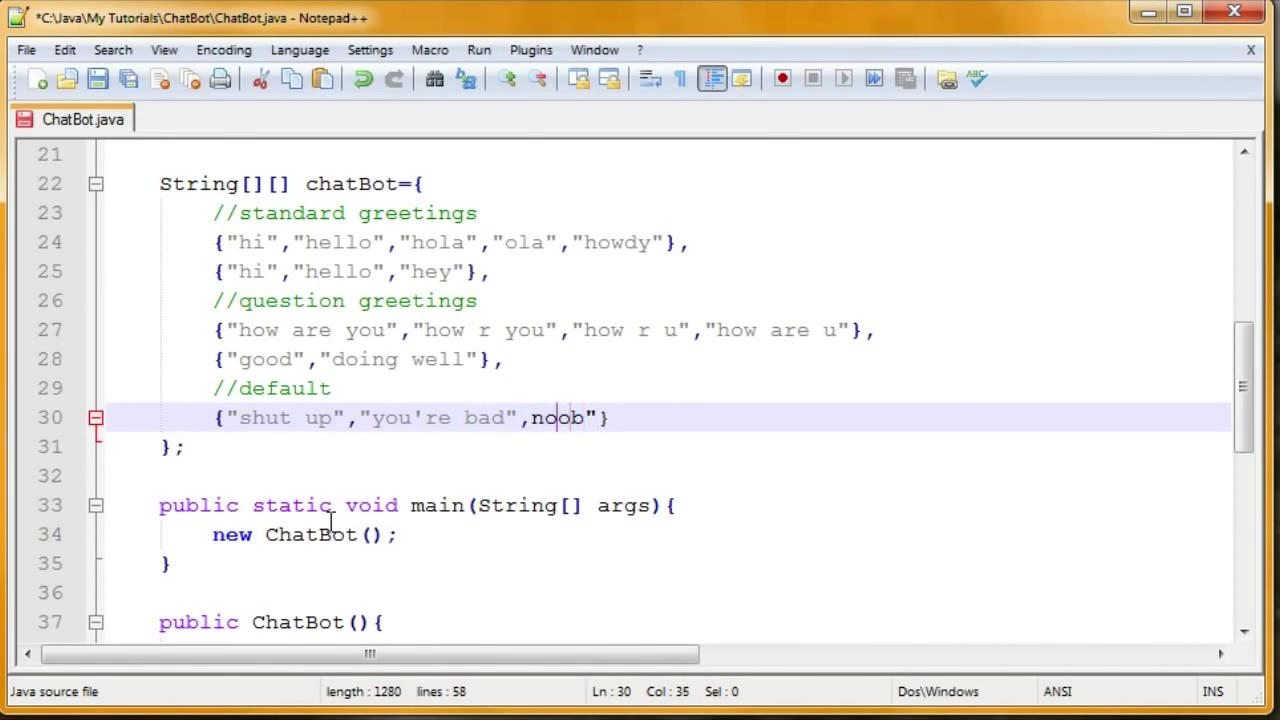 *C:\Java\My Tutorials\ChatBot\ChatBot.java - Notepad++
File Edit Search View Encoding Language Settings Macro Run Plugins Window ? X
ABC
ChatBot.java
21
22 String[][] chatBot={
23 //standard greetings
24 {"hi","hello","hola","ola","howdy"},
25 {"hi","hello","hey"},
26 //question greetings
27 {"how are you","how r you","how r u","how are u"},
28 {"good","doing well"},
29 //default
30 {"shut up","you're bad",noob"}
31 };
32
33 public static void main(String[] args){
34 new ChatBot();
35 }
36
37 public ChatBot(){
Java source file length : 1280 lines : 58 Ln : 30 Col : 35 Sel : 0 Dos\Windows ANSI INS